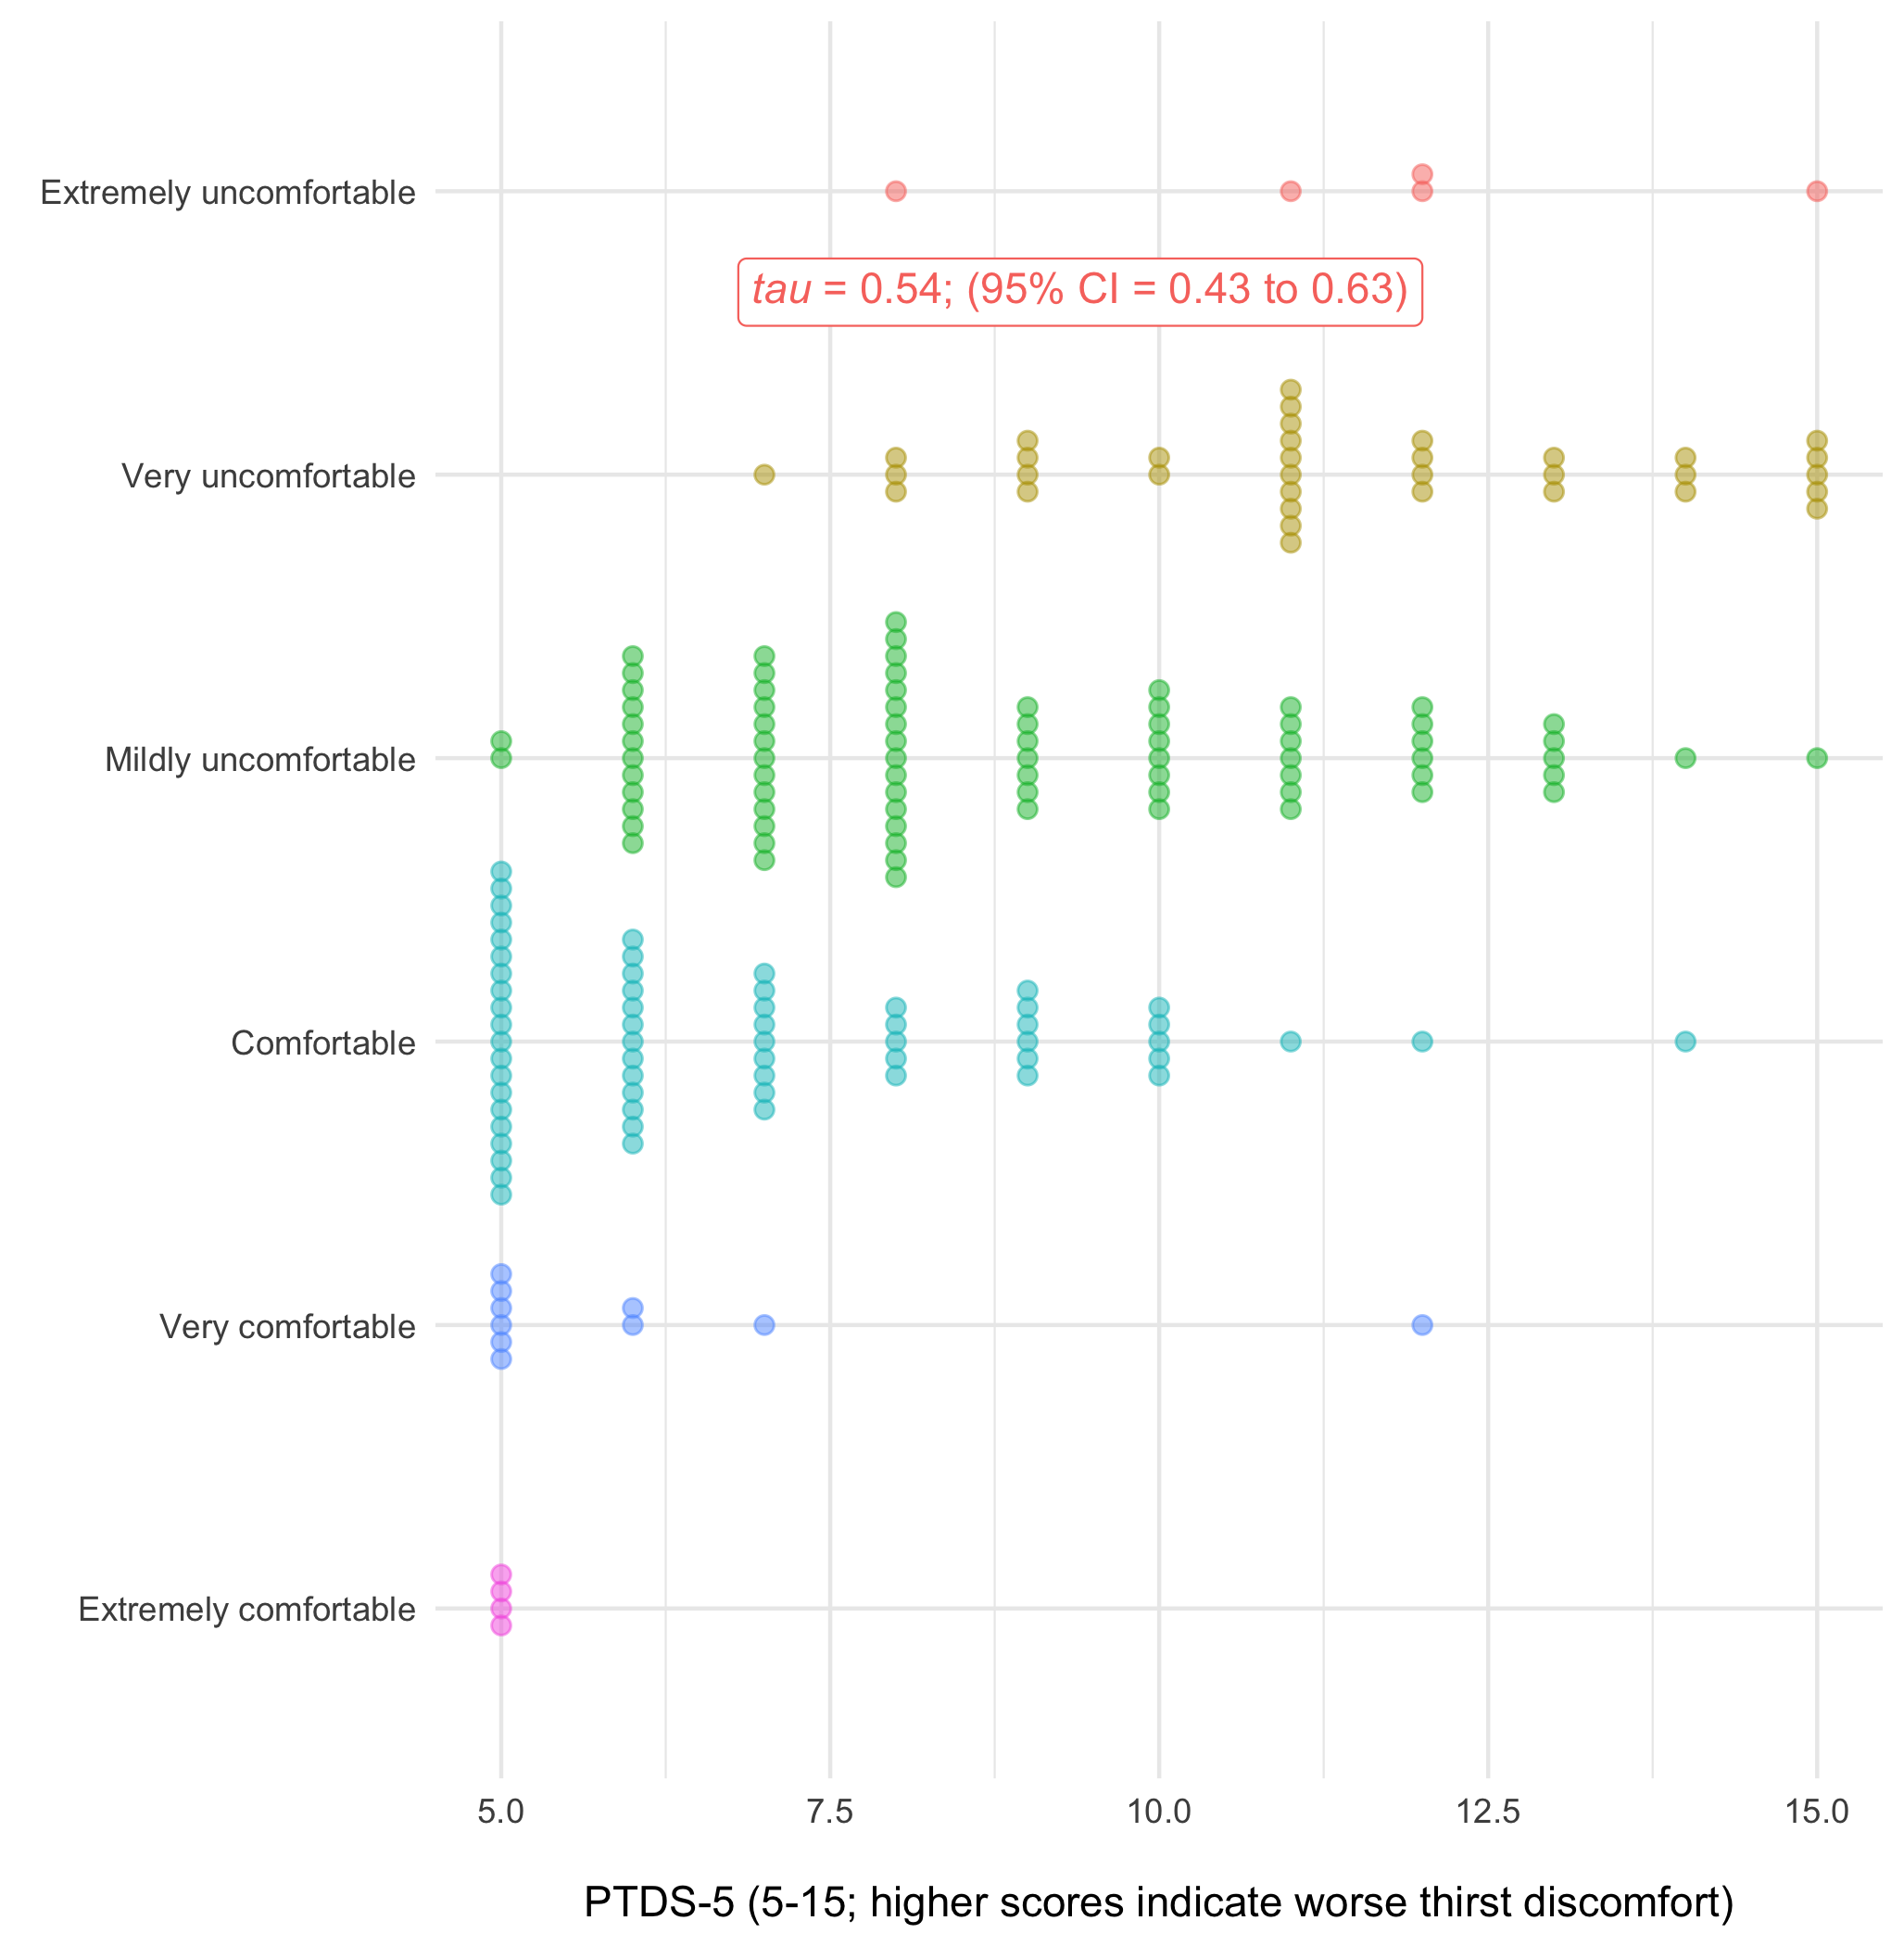 Extremely uncomfortable
tau = 0.54; (95% CI = 0.43 to 0.63)
Very uncomfortable
Mildly uncomfortable
Comfortable
Very comfortable
Extremely comfortable
5.0 7.5 10.0 12.5 15.0
PTDS-5 (5-15; higher scores indicate worse thirst discomfort)